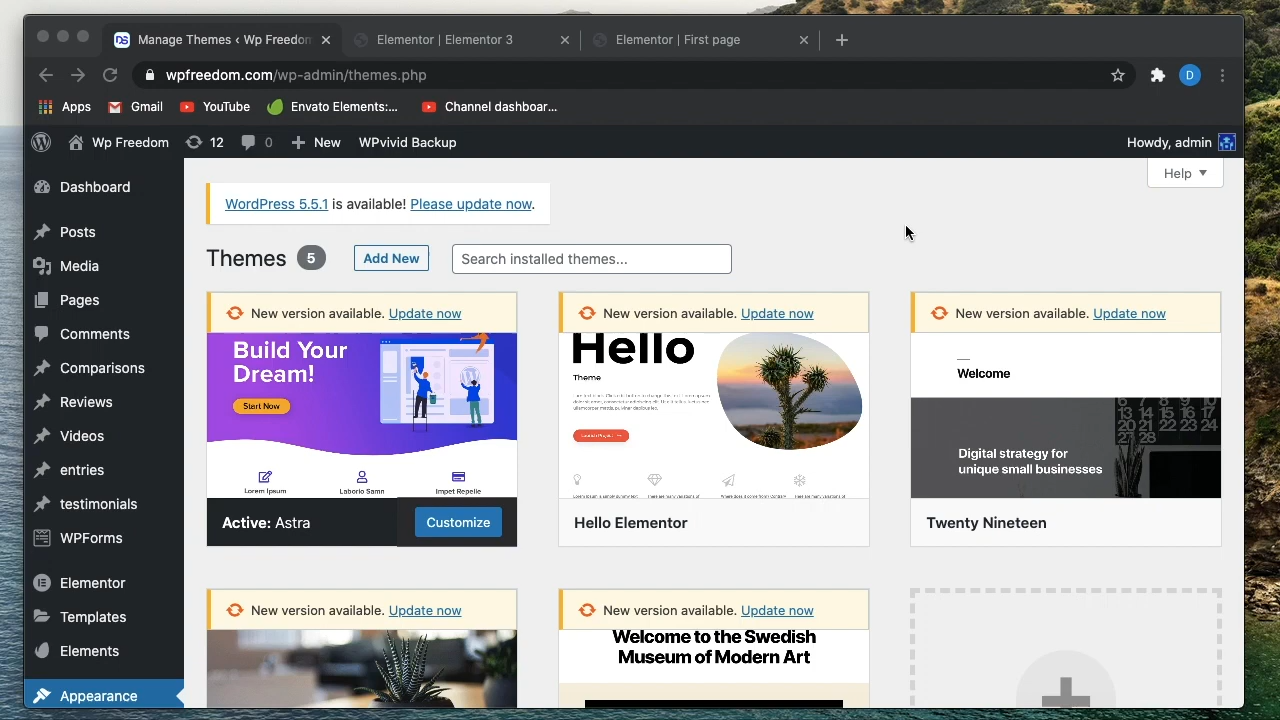 Manage Themes ‹ Wp Freedom
Elementor | Elementor 3
Elementor | First page
wpfreedom.com/wp-admin/themes.php
D
Apps
Gmail
YouTube
Envato Elements:...
Channel dashboar...
Wp Freedom
12
0
New
WPvivid Backup
Howdy, admin
Help
Dashboard
Posts
Media
Pages
Comments
Comparisons
Reviews
Videos
entries
Testimonials
WPForms
Elementor
Templates
Elements
Appearance
WordPress 5.5.1 is available! Please update now.
Themes 5
Add New
Search installed themes...
New version available. Update now
Build Your
Dream!
Start Now
Lorem Ipsum
Laborio Samn
Impet Repelie
Active: Astra
Customize
New version available. Update now
Hello
Theme
Hello Elementor
New version available. Update now
Welcome
Digital strategy for
unique small businesses
Twenty Nineteen
New version available. Update now
New version available. Update now
Welcome to the Swedish
Museum of Modern Art